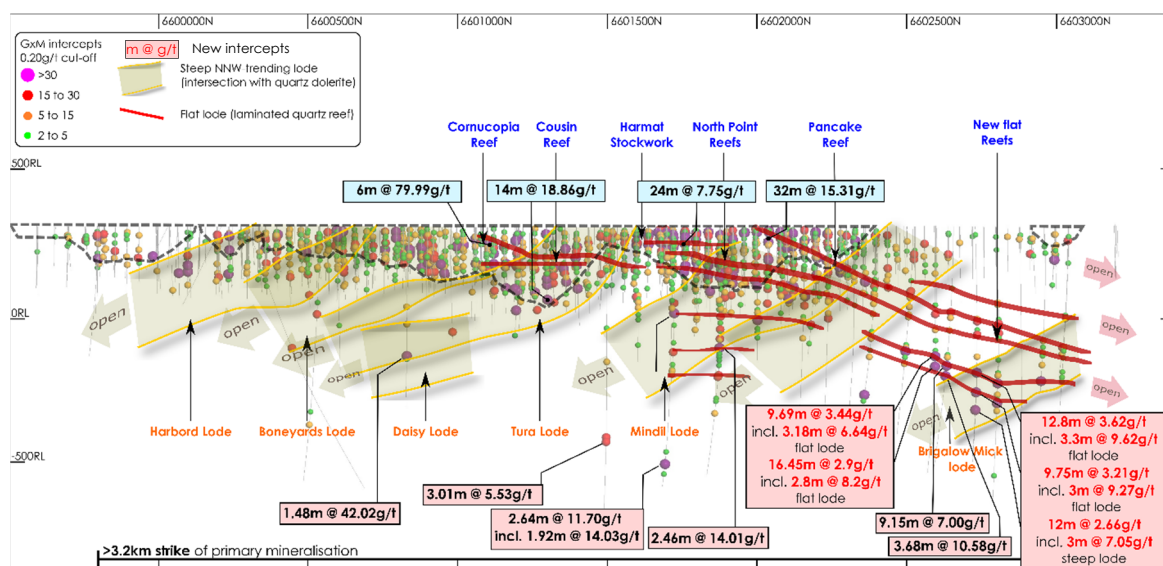 6600000N
6600500N
6601000N
6601500N
6602000N
6602500N
6603000N
GxM intercepts
0.20g/t cut-off
>30
15 to 30
5 to 15
2 to 5
m @ g/t
New intercepts
Steep NNW trending lode
(intersection with quartz dolerite)
Flat lode (laminated quartz reef)
Cornucopia
Reef
Cousin
Reef
Harmat
Stockwork
North Point
Reefs
Pancake
Reef
New flat
Reefs
500RL
6m @ 79.99g/t
14m @ 18.86g/t
24m @ 7.75g/t
32m @ 15.31g/t
open
0RL
open
open
open
open
open
open
open
open
open
Harbord Lode
Boneyards Lode
Daisy Lode
Tura Lode
Mindil Lode
Brigalow Mick
lode
-500RL
9.69m @ 3.44g/t
incl. 3.18m @ 6.64g/t
flat lode
16.45m @ 2.9g/t
incl. 2.8m @ 8.2g/t
flat lode
12.8m @ 3.62g/t
incl. 3.3m @ 9.62g/t
flat lode
9.75m @ 3.21g/t
incl. 3m @ 9.27g/t
flat lode
12m @ 2.66g/t
incl. 3m @ 7.05g/t
steep lode
1.48m @ 42.02g/t
3.01m @ 5.53g/t
2.64m @ 11.70g/t
incl. 1.92m @ 14.03g/t
2.46m @ 14.01g/t
9.15m @ 7.00g/t
3.68m @ 10.58g/t
>3.2km strike of primary mineralisation